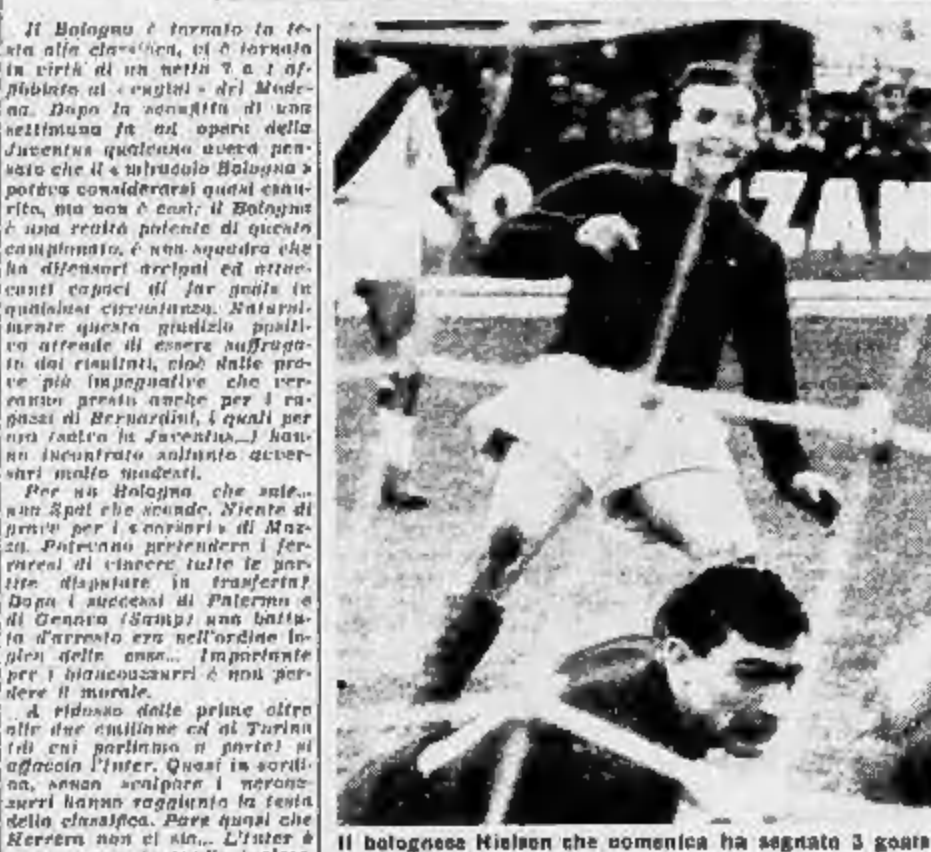 Il Bologna è tornato in te-
sta alla classifica, vi è tornato
in virtù di un netto 7 a 1 af-
fibbiato ai « cugini » del Mode-
na. Dopo la sconfitta di una
settimana fa ad opera della
Juventus qualcuno aveva pen-
sato che il « miracolo Bologna »
poteva considerarsi quasi esau-
rito, ma non è così; il Bologna
è una realtà potente di questo
campionato, è una squadra che
ha difensori arcigni ed attac-
canti capaci di far goals in
qualsiasi circostanza. Natural-
mente questo giudizio positi-
vo attende di essere suffraga-
to dai risultati, cioè dalle pro-
ve più impegnative che ver-
ranno presto anche per i ra-
gazzi di Bernardini, i quali per
ora (salvo la Juventus...) han-
no incontrato soltanto avver-
sari molto modesti.
Per un Bologna che sale...
una Spal che scende. Niente di
grave per i « corsari » di Maz-
za. Potevano pretendere i fer-
raresi di vincere tutte le par-
tite disputate in trasferta?
Dopo i successi di Palermo e
di Genova (Samp) una battu-
ta d'arresto era nell'ordine lo-
gico delle cose... Importante
per i biancoazzurri è non per-
dere il morale.
A ridosso delle prime oltre
alle due emiliane ed al Torino
(di cui parliamo a parte) si
affaccia l'Inter. Quasi in sordi-
na, senza scalpore i neroaz-
zurri hanno raggiunto la testa
della classifica. Pare quasi che
Herrera non ci sia... L'Inter è
ZAN
Il bolognese Nielsen che domenica ha segnato 3 goars